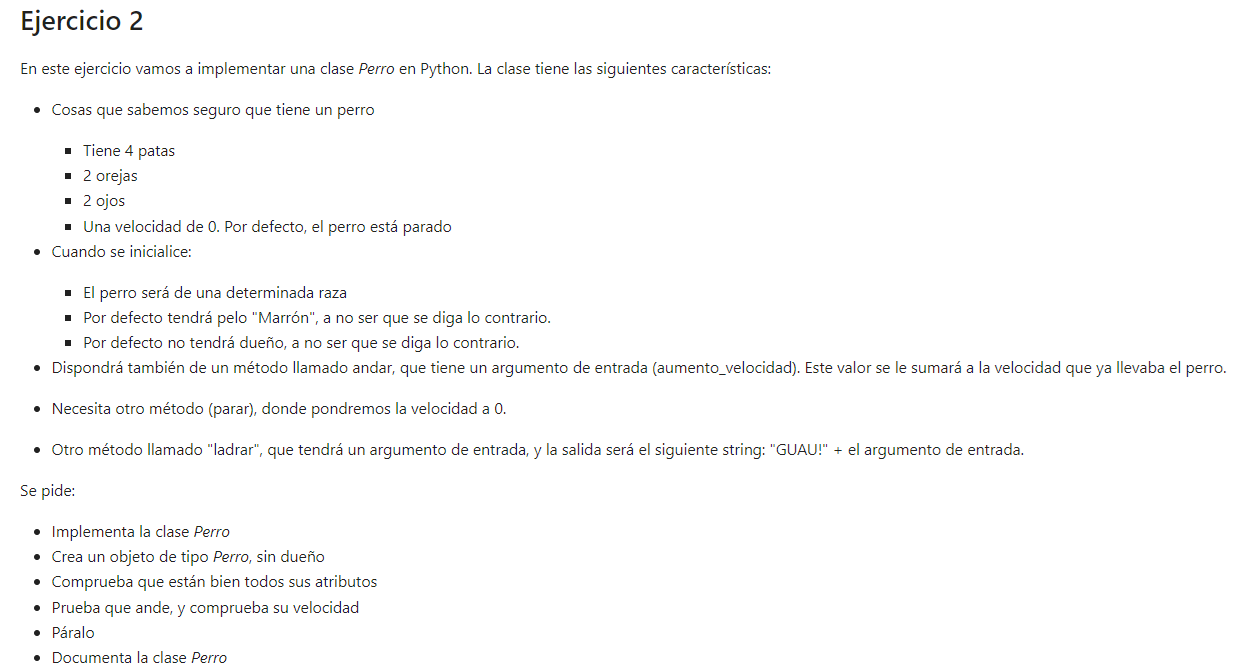 Ejercicio 2
En este ejercicio vamos a implementar una clase Perro en Python. La clase tiene las siguientes características:
• Cosas que sabemos seguro que tiene un perro
▪ Tiene 4 patas
▪ 2 orejas
▪ 2 ojos
▪ Una velocidad de 0. Por defecto, el perro está parado
• Cuando se inicialice:
▪ El perro será de una determinada raza
▪ Por defecto tendrá pelo "Marrón", a no ser que se diga lo contrario.
▪ Por defecto no tendrá dueño, a no ser que se diga lo contrario.
• Dispondrá también de un método llamado andar, que tiene un argumento de entrada (aumento_velocidad). Este valor se le sumará a la velocidad que ya llevaba el perro.
• Necesita otro método (parar), donde pondremos la velocidad a 0.
• Otro método llamado "ladrar", que tendrá un argumento de entrada, y la salida será el siguiente string: "GUAU!" + el argumento de entrada.
Se pide:
• Implementa la clase Perro
• Crea un objeto de tipo Perro, sin dueño
• Comprueba que están bien todos sus atributos
• Prueba que ande, y comprueba su velocidad
• Páralo
• Documenta la clase Perro